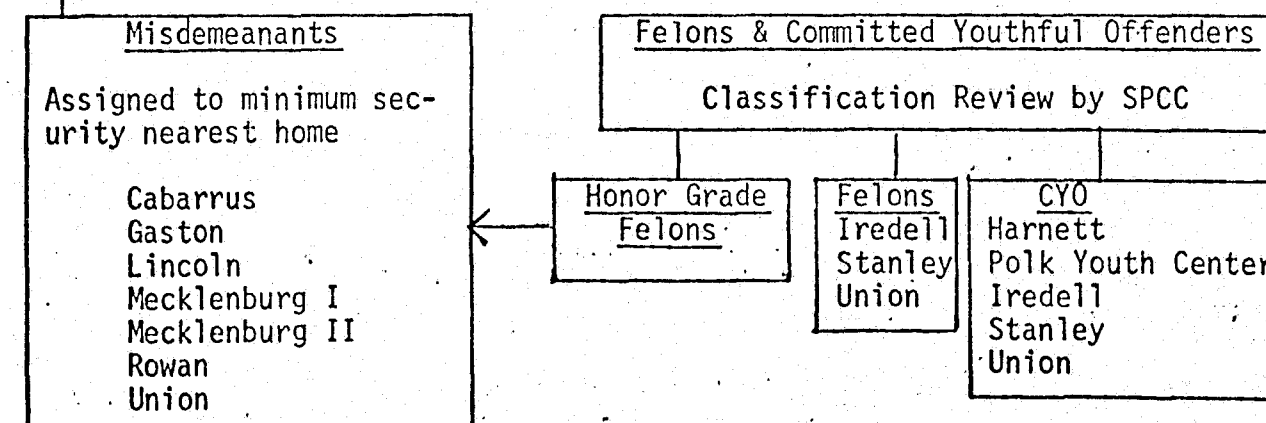 Misdemeanants
Assigned to minimum sec-
urity nearest home
Cabarrus
Gaston
Lincoln
Mecklenburg I
Mecklenburg II
Rowan
Union
Felons & Committed Youthful Offenders
Classification Review by SPCC
Honor Grade
Felons
Felons
Iredell
Stanley
Union
CYO
Harnett
Polk Youth Center
Iredell
Stanley
Union